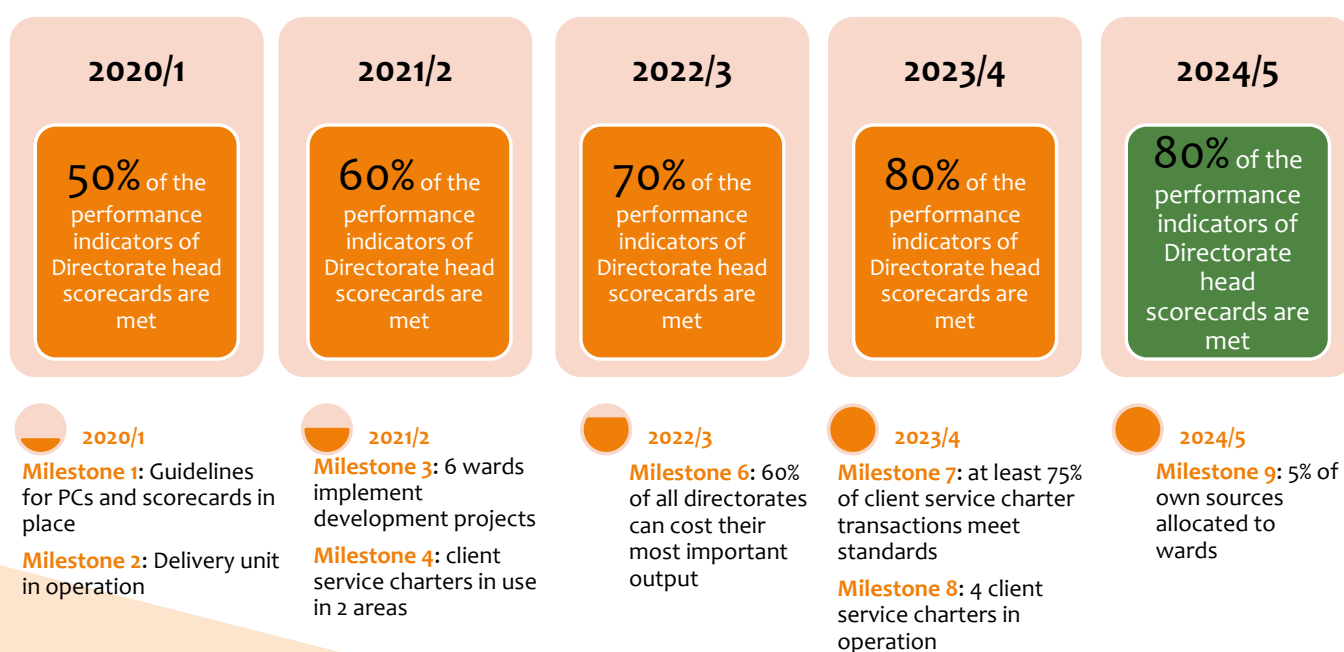 2020/1
50% of the
performance
indicators of
Directorate head
scorecards are
met
2021/2
60% of the
performance
indicators of
Directorate head
scorecards are
met
2022/3
70% of the
performance
indicators of
Directorate head
scorecards are
met
2023/4
80% of the
performance
indicators of
Directorate head
scorecards are
met
2024/5
80% of the
performance
indicators of
Directorate
head
scorecards are
met
2020/1
Milestone 1: Guidelines
for PCs and scorecards in
place
Milestone 2: Delivery unit
in operation
2021/2
Milestone 3: 6 wards
implement
development projects
Milestone 4: client
service charters in use
in 2 areas
2022/3
Milestone 6: 60%
of all directorates
can cost their
most important
output
2023/4
Milestone 7: at least 75%
of client service charter
transactions meet
standards
Milestone 8: 4 client
service charters in
operation
2024/5
Milestone 9: 5% of
own sources
allocated to
wards